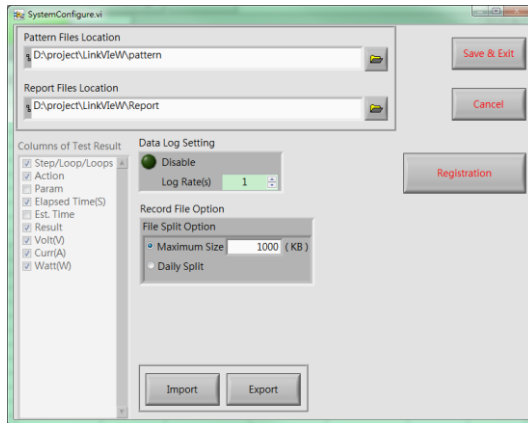 SystemConfigure.vi
Pattern Files Location
D:\project\LinkVIeW\pattern
Save & Exit
Report Files Location
D:\project\LinkVIeW\Report
Cancel
Columns of Test Result
Step/Loop/Loops
Action
Param
Elapsed Time(S)
Est. Time
Result
Volt(V)
Curr(A)
Watt(W)
Data Log Setting
Disable
Log Rate(s) 1
Registration
Record File Option
File Split Option
Maximum Size 1000 (KB)
Daily Split
Import Export